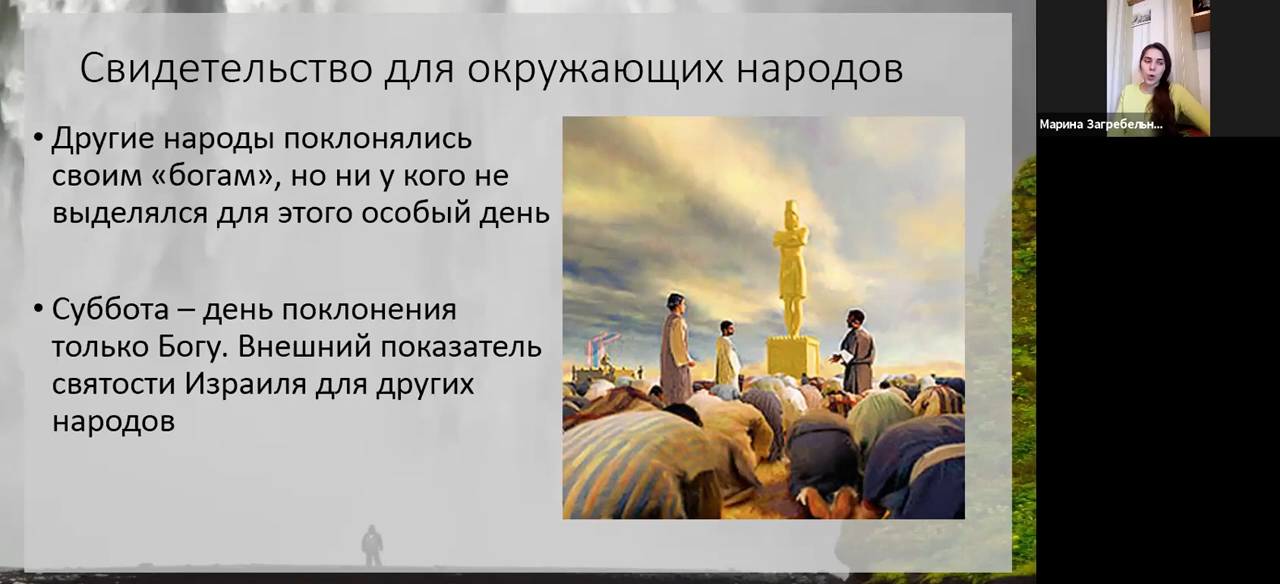 Свидетельство для окружающих народов
• Другие народы поклонялись
своим «богам», но ни у кого не
выделялся для этого особый день
• Суббота – день поклонения
только Богу. Внешний показатель
святости Израиля для других
народов
Марина Загребельн...